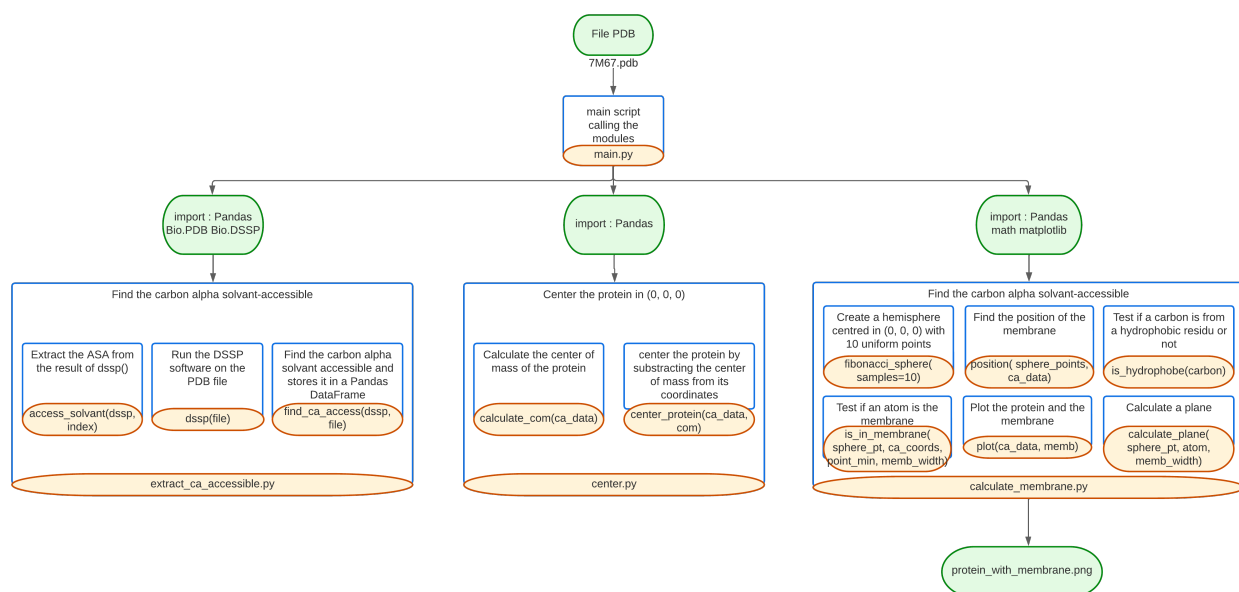 File PDB
7M67.pdb
main script
calling the
modules
main.py
import : Pandas
Bio.PDB Bio.DSSP
import : Pandas
import : Pandas
math matplotlib
Find the carbon alpha solvant-accessible
Extract the ASA from
the result of dssp()
access_solvant(dssp,
index)
Run the DSSP
software on the
PDB file
dssp(file)
Find the carbon alpha
solvant accessible and
stores it in a Pandas
DataFrame
find_ca_access(dssp,
file)
extract_ca_accessible.py
Center the protein in (0, 0, 0)
Calculate the center of
mass of the protein
calculate_com(ca_data)
center the protein by
substracting the center
of mass from its
coordinates
center_protein(ca_data,
com)
center.py
Find the carbon alpha solvant-accessible
Create a hemisphere
centred in (0, 0, 0) with
10 uniform points
fibonacci_sphere(
samples=10)
Find the position of the
membrane
position( sphere_points,
ca_data)
Test if a carbon is from
a hydrophobic residu or
not
is_hydrophobe(carbon)
Test if an atom is the
membrane
is_in_membrane(
sphere_pt, ca_coords,
point_min, memb_width)
Plot the protein and the
membrane
plot(ca_data, memb)
Calculate a plane
calculate_plane(
sphere_pt, atom,
memb_width)
calculate_membrane.py
protein_with_membrane.png